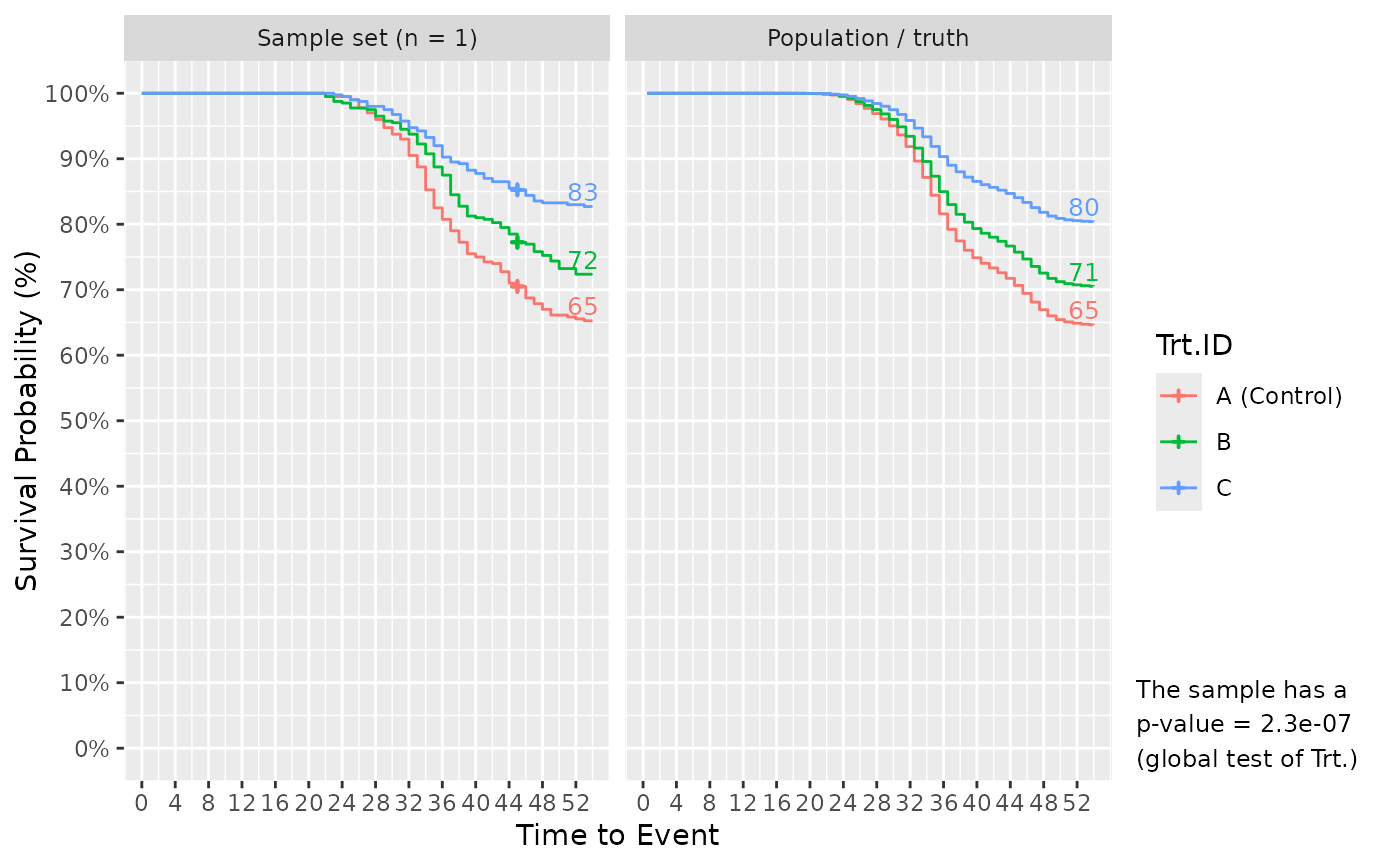 Sample set (n = 1)
Population / truth
Survival Probability (%)
100%
90%
80%
70%
60%
50%
40%
30%
20%
10%
0%
83
72
65
80
71
65
0 4 8 12 16 20 24 28 32 36 40 44 48 52
0 4 8 12 16 20 24 28 32 36 40 44 48 52
Time to Event
Trt.ID
A (Control)
B
C
The sample has a
p-value = 2.3e-07
(global test of Trt.)